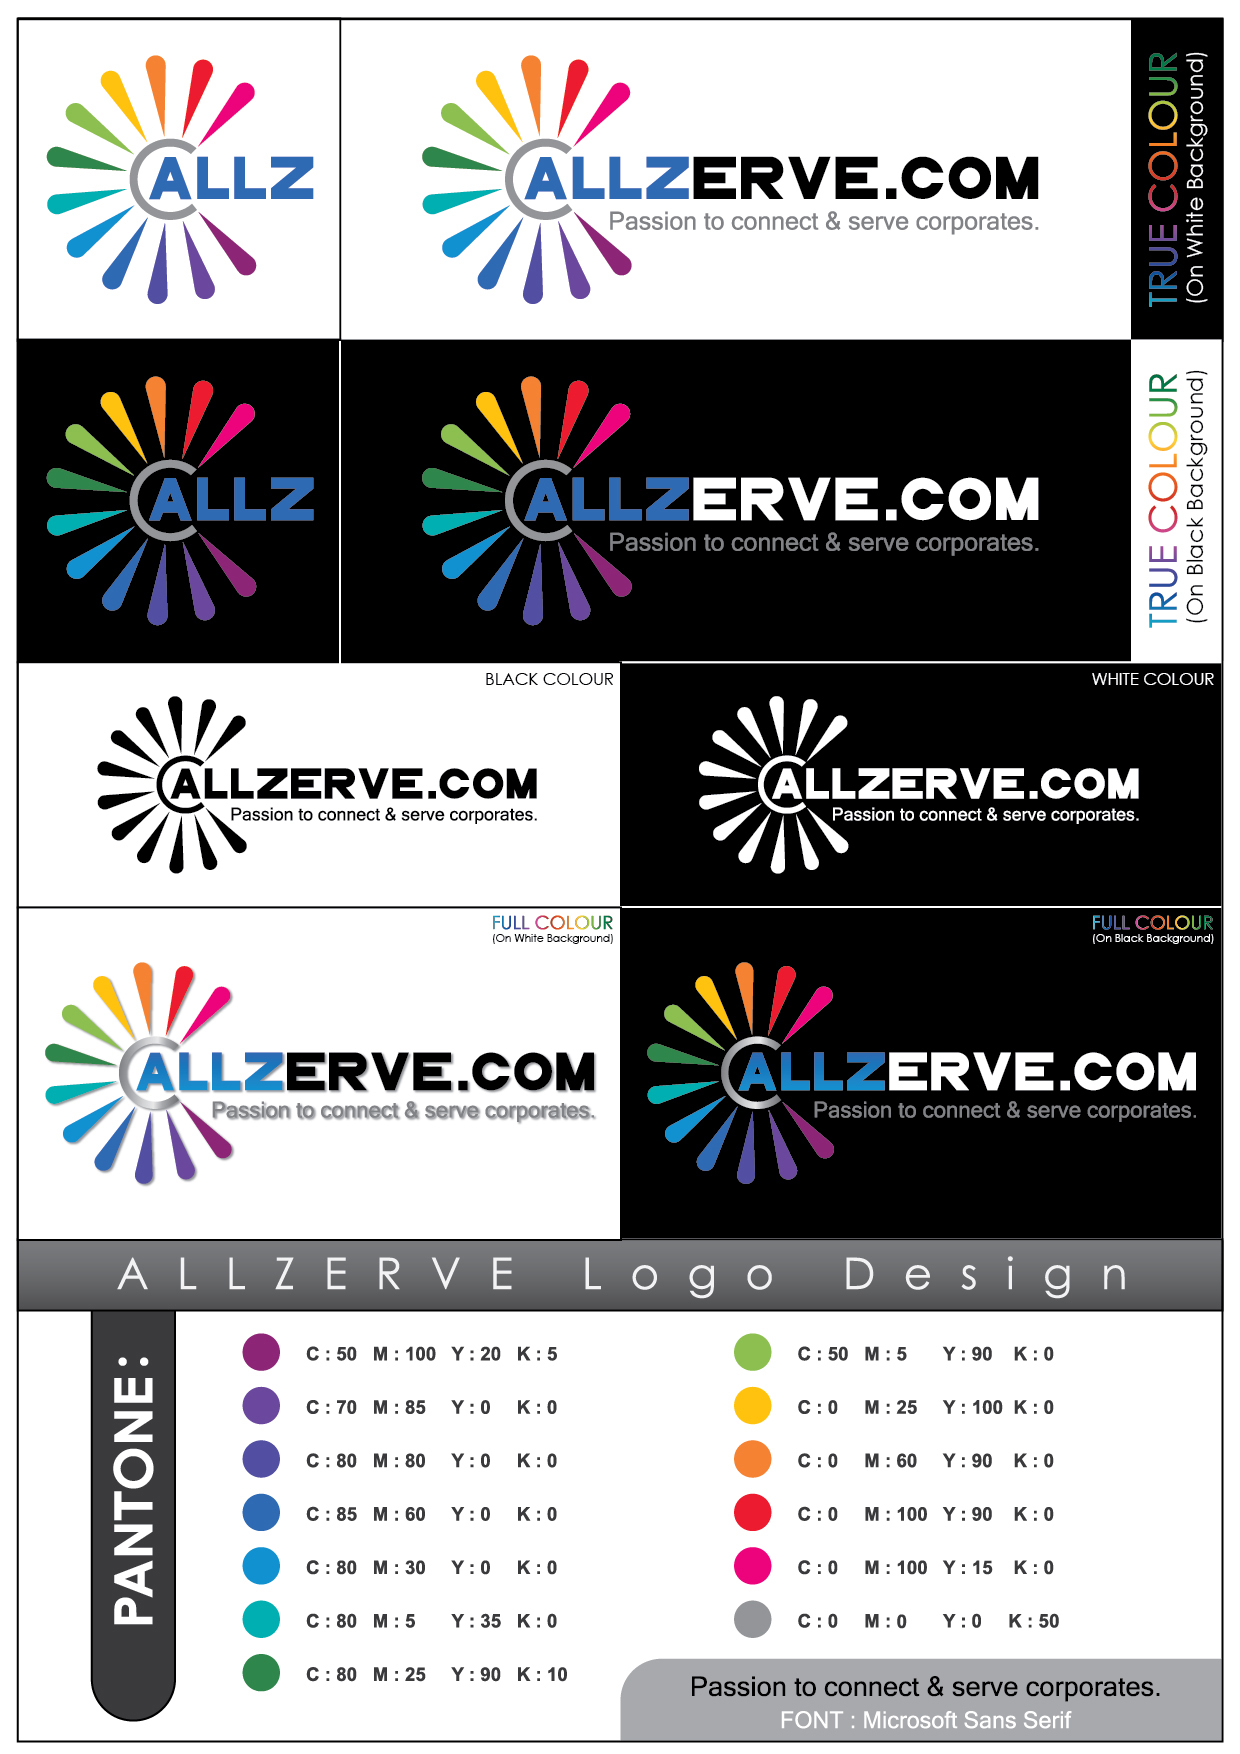 ALLZ
ALLZERVE.COM
Passion to connect & serve corporates.
TRUE COLOUR
(On White Background)
ALLZ
ALLZERVE.COM
Passion to connect & serve corporates.
TRUE COLOUR
(On Black Background)
BLACK COLOUR
ALLZERVE.COM
Passion to connect & serve corporates.
WHITE COLOUR
ALLZERVE.COM
Passion to connect & serve corporates.
FULL COLOUR
(On White Background)
ALLZERVE.COM
Passion to connect & serve corporates.
FULL COLOUR
(On Black Background)
ALLZERVE.COM
Passion to connect & serve corporates.
ALLZERVE Logo Design
PANTONE:
C : 50 M : 100 Y : 20 K : 5
C : 70 M : 85 Y : 0 K : 0
C : 80 M : 80 Y : 0 K : 0
C : 85 M : 60 Y : 0 K : 0
C : 80 M : 30 Y : 0 K : 0
C : 80 M : 5 Y : 35 K : 0
C : 80 M : 25 Y : 90 K : 10
C : 50 M : 5 Y : 90 K : 0
C : 0 M : 25 Y : 100 K : 0
C : 0 M : 60 Y : 90 K : 0
C : 0 M : 100 Y : 90 K : 0
C : 0 M : 100 Y : 15 K : 0
C : 0 M : 0 Y : 0 K : 50
Passion to connect & serve corporates.
FONT : Microsoft Sans Serif